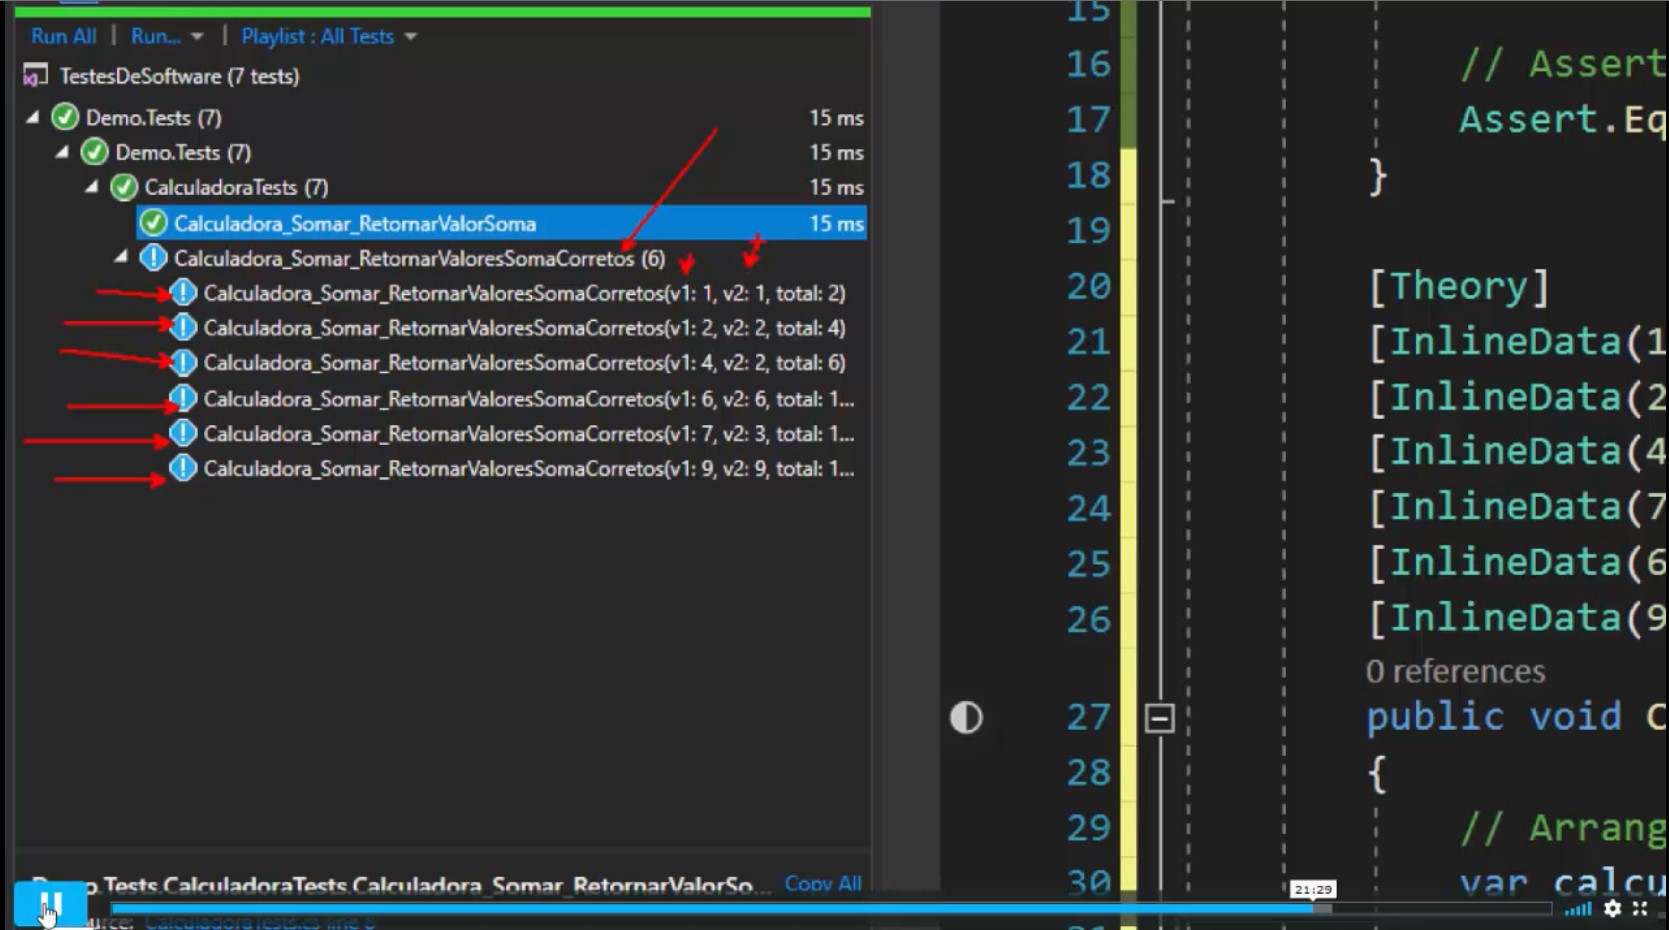 Run All | Run... | Playlist : All Tests
TestesDeSoftware (7 tests)
Demo.Tests (7) 15 ms
Demo.Tests (7) 15 ms
CalculadoraTests (7) 15 ms
Calculadora_Somar_RetornarValorSoma 15 ms
Calculadora_Somar_RetornarValoresSomaCorretos (6)
Calculadora_Somar_RetornarValoresSomaCorretos(v1: 1, v2: 1, total: 2)
Calculadora_Somar_RetornarValoresSomaCorretos(v1: 2, v2: 2, total: 4)
Calculadora_Somar_RetornarValoresSomaCorretos(v1: 4, v2: 2, total: 6)
Calculadora_Somar_RetornarValoresSomaCorretos(v1: 6, v2: 6, total: 1...
Calculadora_Somar_RetornarValoresSomaCorretos(v1: 7, v2: 3, total: 1...
Calculadora_Somar_RetornarValoresSomaCorretos(v1: 9, v2: 9, total: 1...
o.Tests.CalculadoraTests.Calculadora_Somar_RetornarValorSo... Copy All
CalculadoraTests.cs line 8
15
16 // Assert
17 Assert.Eq
18 }
19
20 [Theory]
21 [InlineData(1
22 [InlineData(2
23 [InlineData(4
24 [InlineData(7
25 [InlineData(6
26 [InlineData(9
0 references
27 public void C
28 {
29 // Arrang
30 var calcu
21:29